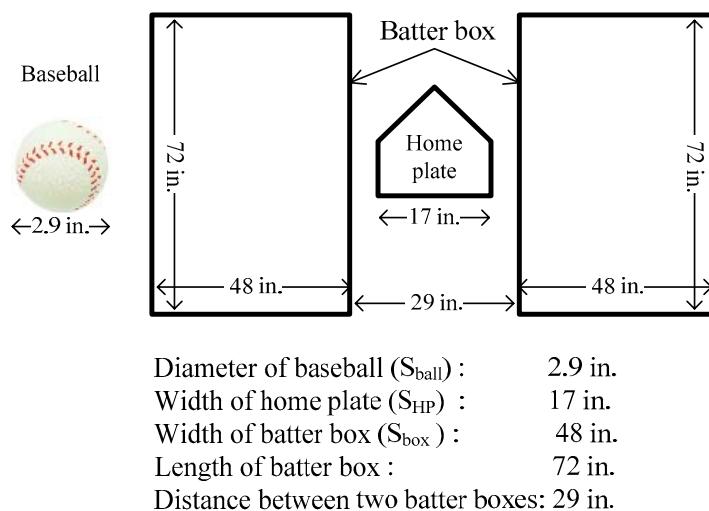 Batter box
Baseball
72 in.
Home
plate
72 in.
2.9 in.
17 in.
48 in.
29 in.
48 in.
Diameter of baseball (Sball) : 2.9 in.
Width of home plate (SHP) : 17 in.
Width of batter box (Sbox ) : 48 in.
Length of batter box : 72 in.
Distance between two batter boxes: 29 in.